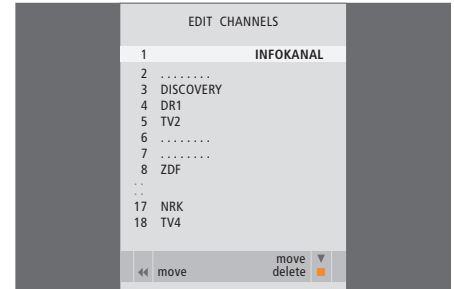 EDIT CHANNELS
1 INFOKANAL
2 ........
3 DISCOVERY
4 DR1
5 TV2
6 ........
7 ........
8 ZDF
..
..
17 NRK
18 TV4
move
move delete